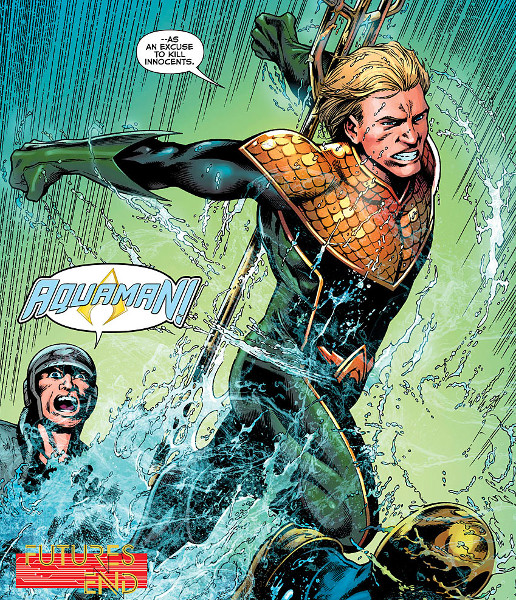 --AS
AN EXCUSE
TO KILL
INNOCENTS.
AQUAMAN!
FUTURES
END